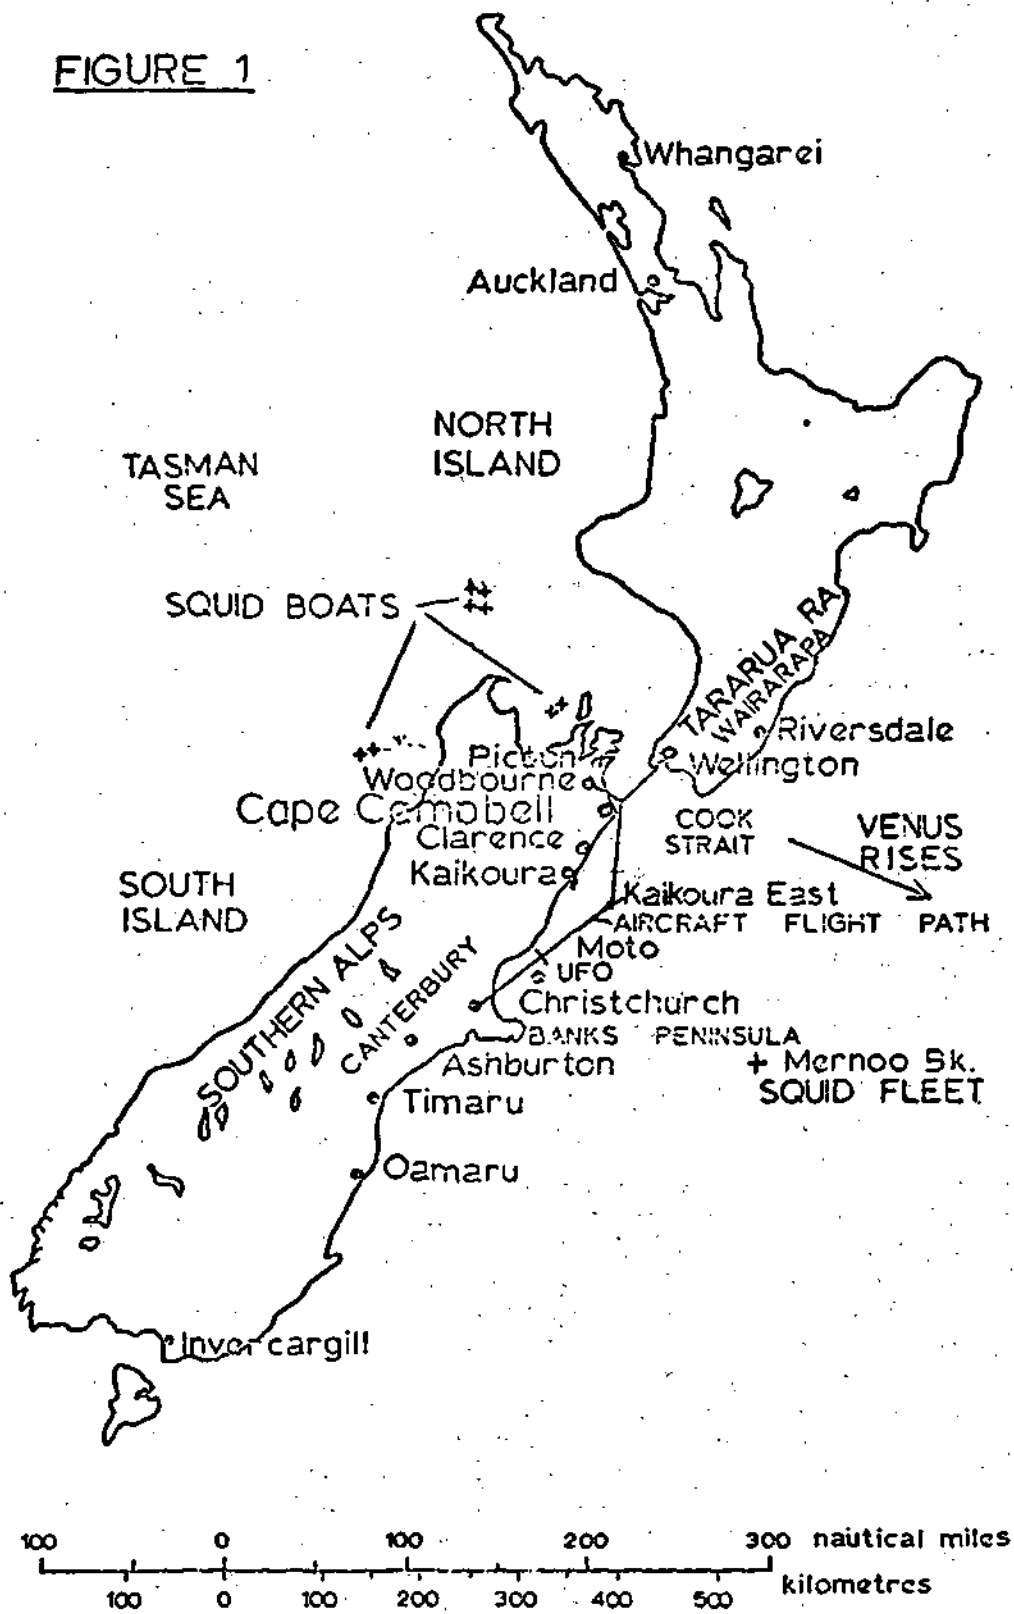 FIGURE 1
Whangarei
Auckland
NORTH
ISLAND
TASMAN
SEA
SQUID BOATS
TARARUA RA
WAIRARAPA
Riversdale
Picton
Wellington
Woodbourne
Cape Campbell
COOK
STRAIT
VENUS
RISES
Clarence
Kaikoura
SOUTH
ISLAND
Kaikoura East
AIRCRAFT FLIGHT PATH
Moto
UFO
SOUTHERN ALPS
CANTERBURY
Christchurch
BANKS PENINSULA
Ashburton
+ Mernoo Bk.
SQUID FLEET
Timaru
Oamaru
Invercargill
100 0 100 200 300 nautical miles
100 0 100 200 300 400 500 kilometres